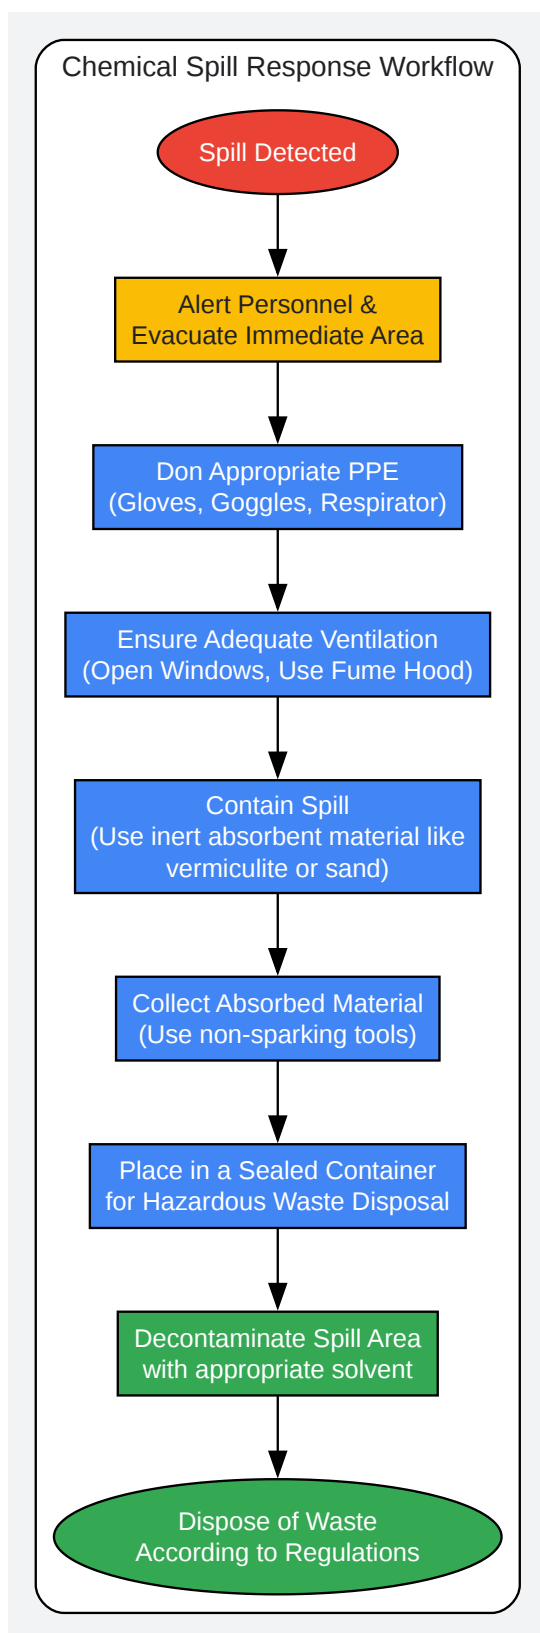 Chemical Spill Response Workflow
Spill Detected
Alert Personnel &
Evacuate Immediate Area
Don Appropriate PPE
(Gloves, Goggles, Respirator)
Ensure Adequate Ventilation
(Open Windows, Use Fume Hood)
Contain Spill
(Use inert absorbent material like
vermiculite or sand)
Collect Absorbed Material
(Use non-sparking tools)
Place in a Sealed Container
for Hazardous Waste Disposal
Decontaminate Spill Area
with appropriate solvent
Dispose of Waste
According to Regulations